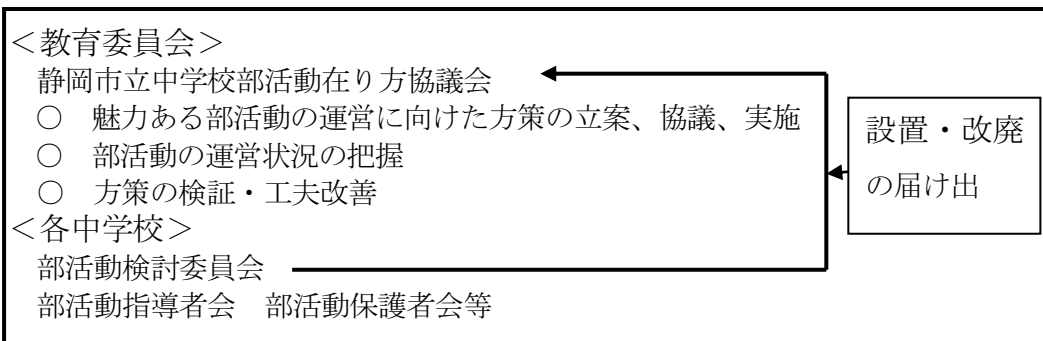 ＜教育委員会＞
静岡市立中学校部活動在り方協議会
○　魅力ある部活動の運営に向けた方策の立案、協議、実施
○　部活動の運営状況の把握
○　方策の検証・工夫改善
＜各中学校＞
部活動検討委員会
部活動指導者会　部活動保護者会等
設置・改廃
の届け出